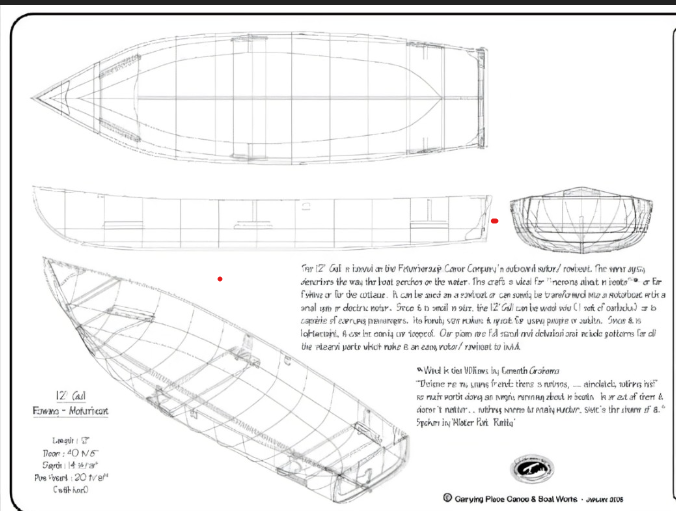 The 12' Gull is based on the Peterborough Canoe Company's outboard motor/ rowboat. The name aptly
describes the way the boat perches on the water. This craft is ideal for "messing about in boats"* or for
fishing or for the cottage. It can be used as a rowboat or can easily be transformed into a motorboat with a
small gas or electric motor. Since it is small in size, the 12' Gull can be used solo (1 set of oarlocks) or is
capable of carrying passengers. Its handy size makes it great for young people or adults. Since it is
lightweight, it can be easily car topped. Our plans are full sized and detailed and include patterns for all
the integral parts which make it an easy motor/ rowboat to build.
* Wind in the Willows by Kenneth Grahame
"Believe me my young friend: there is nothing, .... absolutely nothing half
so much worth doing as simply messing about in boats. In or out of them it
doesn't matter... nothing seems to really matter, that's the charm of it."
Spoken by Water Rat 'Ratty'
12' Gull
Rowing - Motorboat
Length : 12'
Beam :
Depth :
© Carrying Place Canoe & Boat Works - January 2008